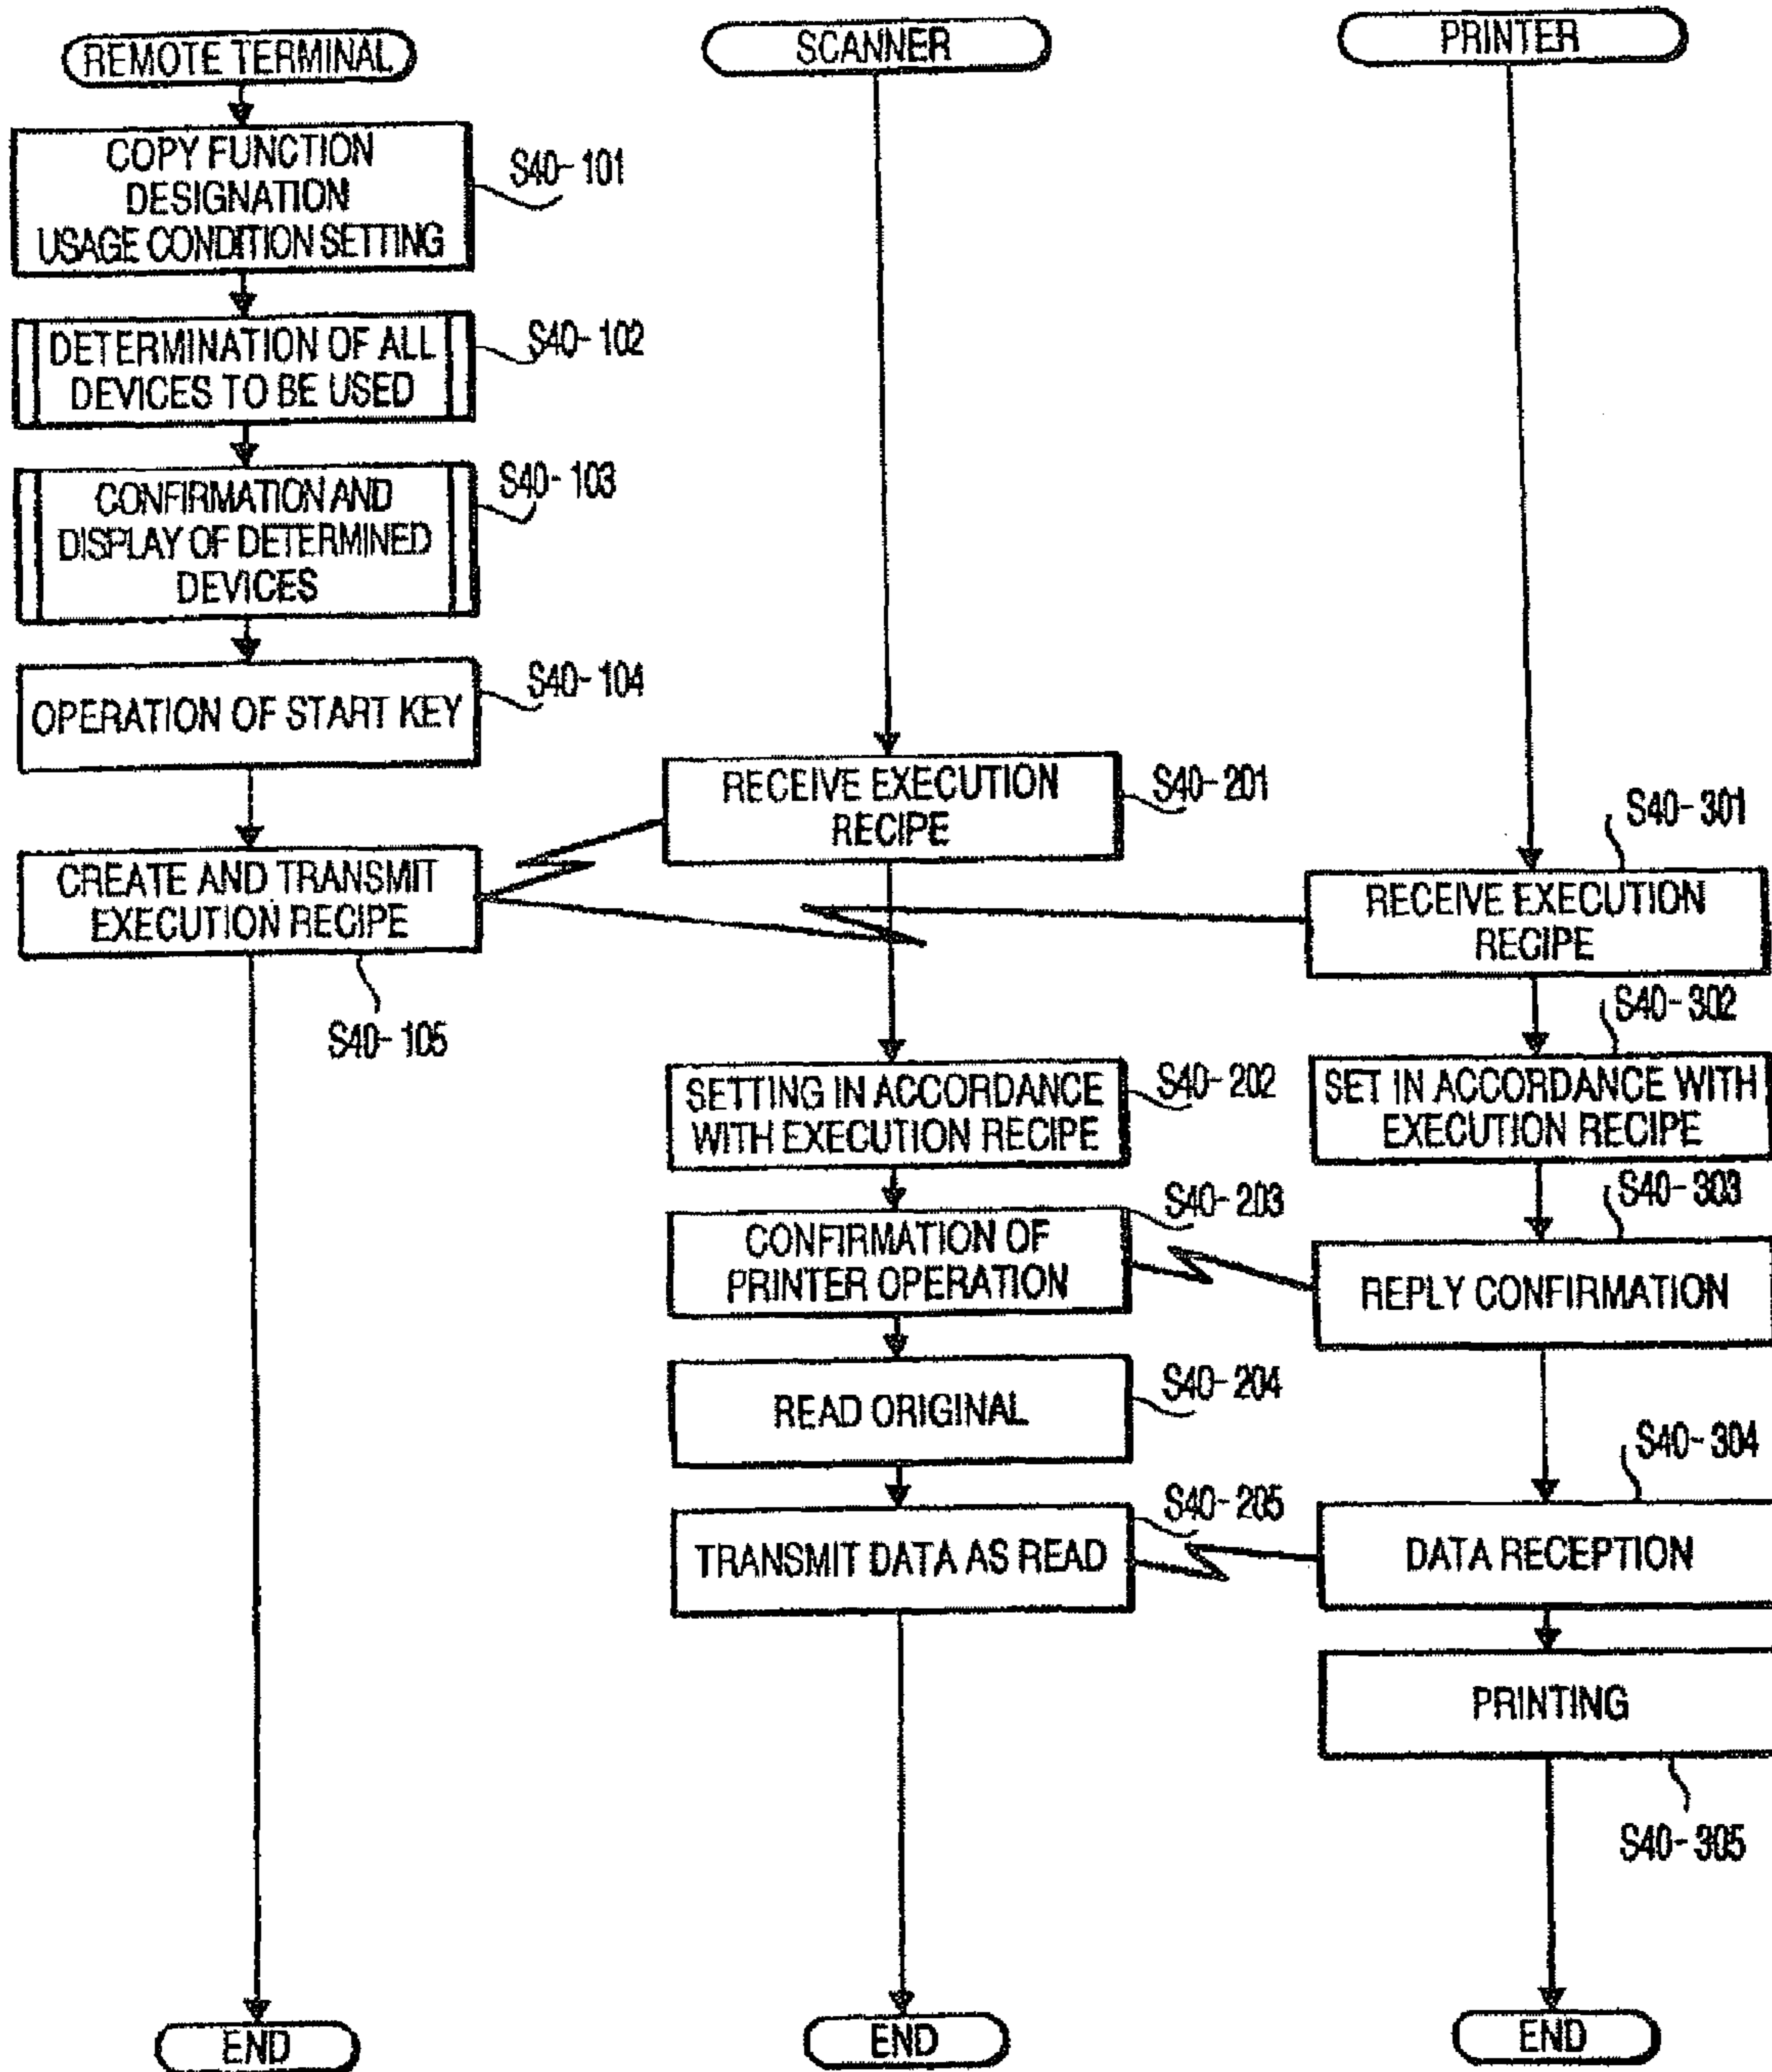 REMOTE TERMINAL
COPY FUNCTION
DESIGNATION
USAGE CONDITION SETTING
S40-101
DETERMINATION OF ALL
DEVICES TO BE USED
S40-102
CONFIRMATION AND
DISPLAY OF DETERMINED
DEVICES
S40-103
OPERATION OF START KEY
S40-104
CREATE AND TRANSMIT
EXECUTION RECIPE
S40-105
END
SCANNER
RECEIVE EXECUTION
RECIPE
S40-201
SETTING IN ACCORDANCE
WITH EXECUTION RECIPE
S40-202
CONFIRMATION OF
PRINTER OPERATION
S40-203
READ ORIGINAL
S40-204
TRANSMIT DATA AS READ
S40-205
END
PRINTER
S40-301
RECEIVE EXECUTION
RECIPE
S40-302
SET IN ACCORDANCE WITH
EXECUTION RECIPE
S40-303
REPLY CONFIRMATION
S40-304
DATA RECEPTION
PRINTING
S40-305
END